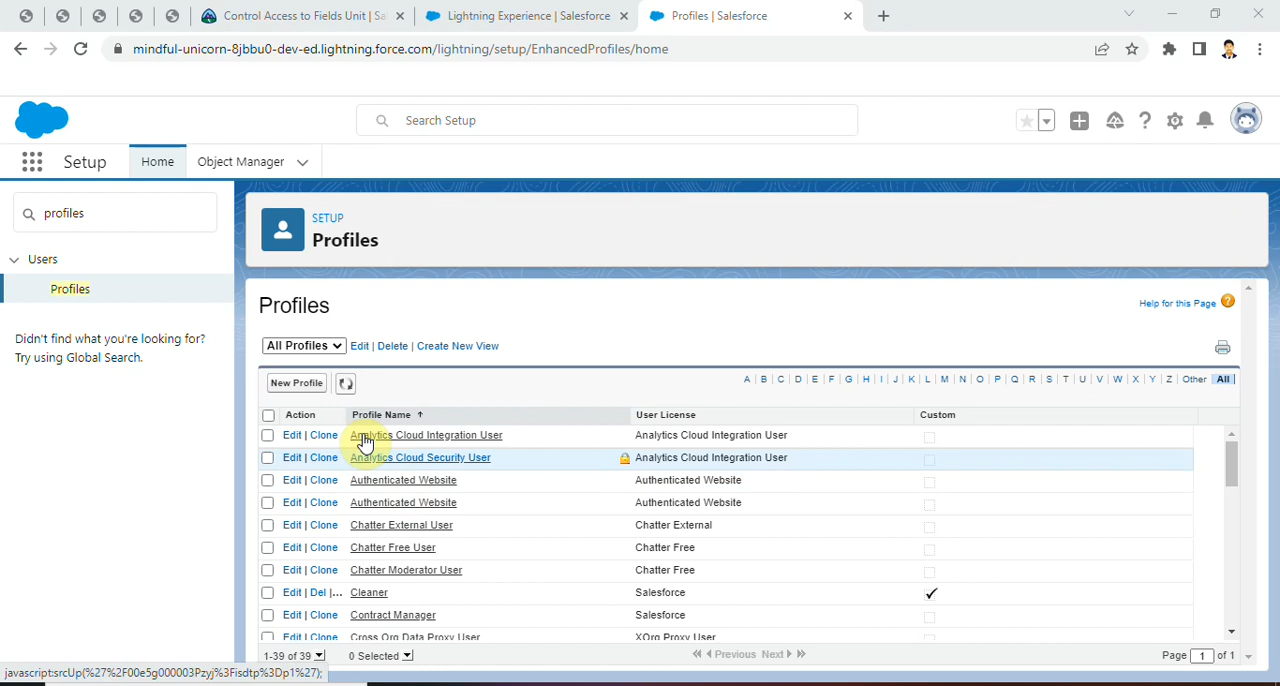 Control Access to Fields Unit | Sa
Lightning Experience | Salesforce
Profiles | Salesforce
mindful-unicorn-8jbbu0-dev-ed.lightning.force.com/lightning/setup/EnhancedProfiles/home
Search Setup
Setup
Home
Object Manager
profiles
Users
Profiles
Didn't find what you're looking for?
Try using Global Search.
SETUP
Profiles
Profiles
Help for this Page
All Profiles Edit | Delete | Create New View
New Profile
A | B | C | D | E | F | G | H | I | J | K | L | M | N | O | P | Q | R | S | T | U | V | W | X | Y | Z | Other | All
Action Profile Name ↑ User License Custom
Edit | Clone Analytics Cloud Integration User Analytics Cloud Integration User
Edit | Clone Analytics Cloud Security User Analytics Cloud Integration User
Edit | Clone Authenticated Website Authenticated Website
Edit | Clone Authenticated Website Authenticated Website
Edit | Clone Chatter External User Chatter External
Edit | Clone Chatter Free User Chatter Free
Edit | Clone Chatter Moderator User Chatter Free
Edit | Del |... Cleaner Salesforce
Edit | Clone Contract Manager Salesforce
Edit | Clone Cross Org Data Proxy User XOrg Proxy User
1-39 of 39 0 Selected Previous Next Page 1 of 1
javascript:srcUp(%27%2F00e5g000003Pzyj%3Fisdtp%3Dp1%27);